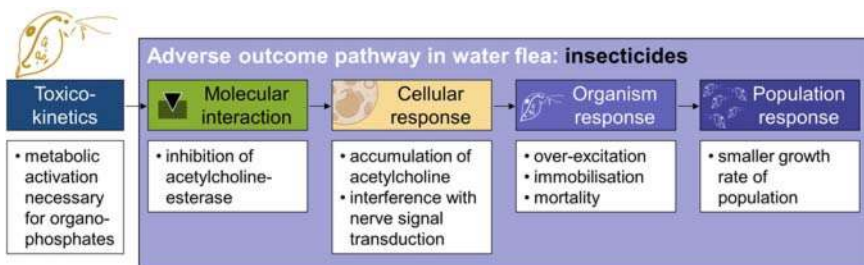 Adverse outcome pathway in water flea: insecticides
Toxico-
kinetics
Molecular
interaction
Cellular
response
Organism
response
Population
response
• metabolic
activation
necessary
for organo-
phosphates
• inhibition of
acetylcholine-
esterase
• accumulation of
acetylcholine
• interference with
nerve signal
transduction
• over-excitation
• immobilisation
• mortality
• smaller growth
rate of
population